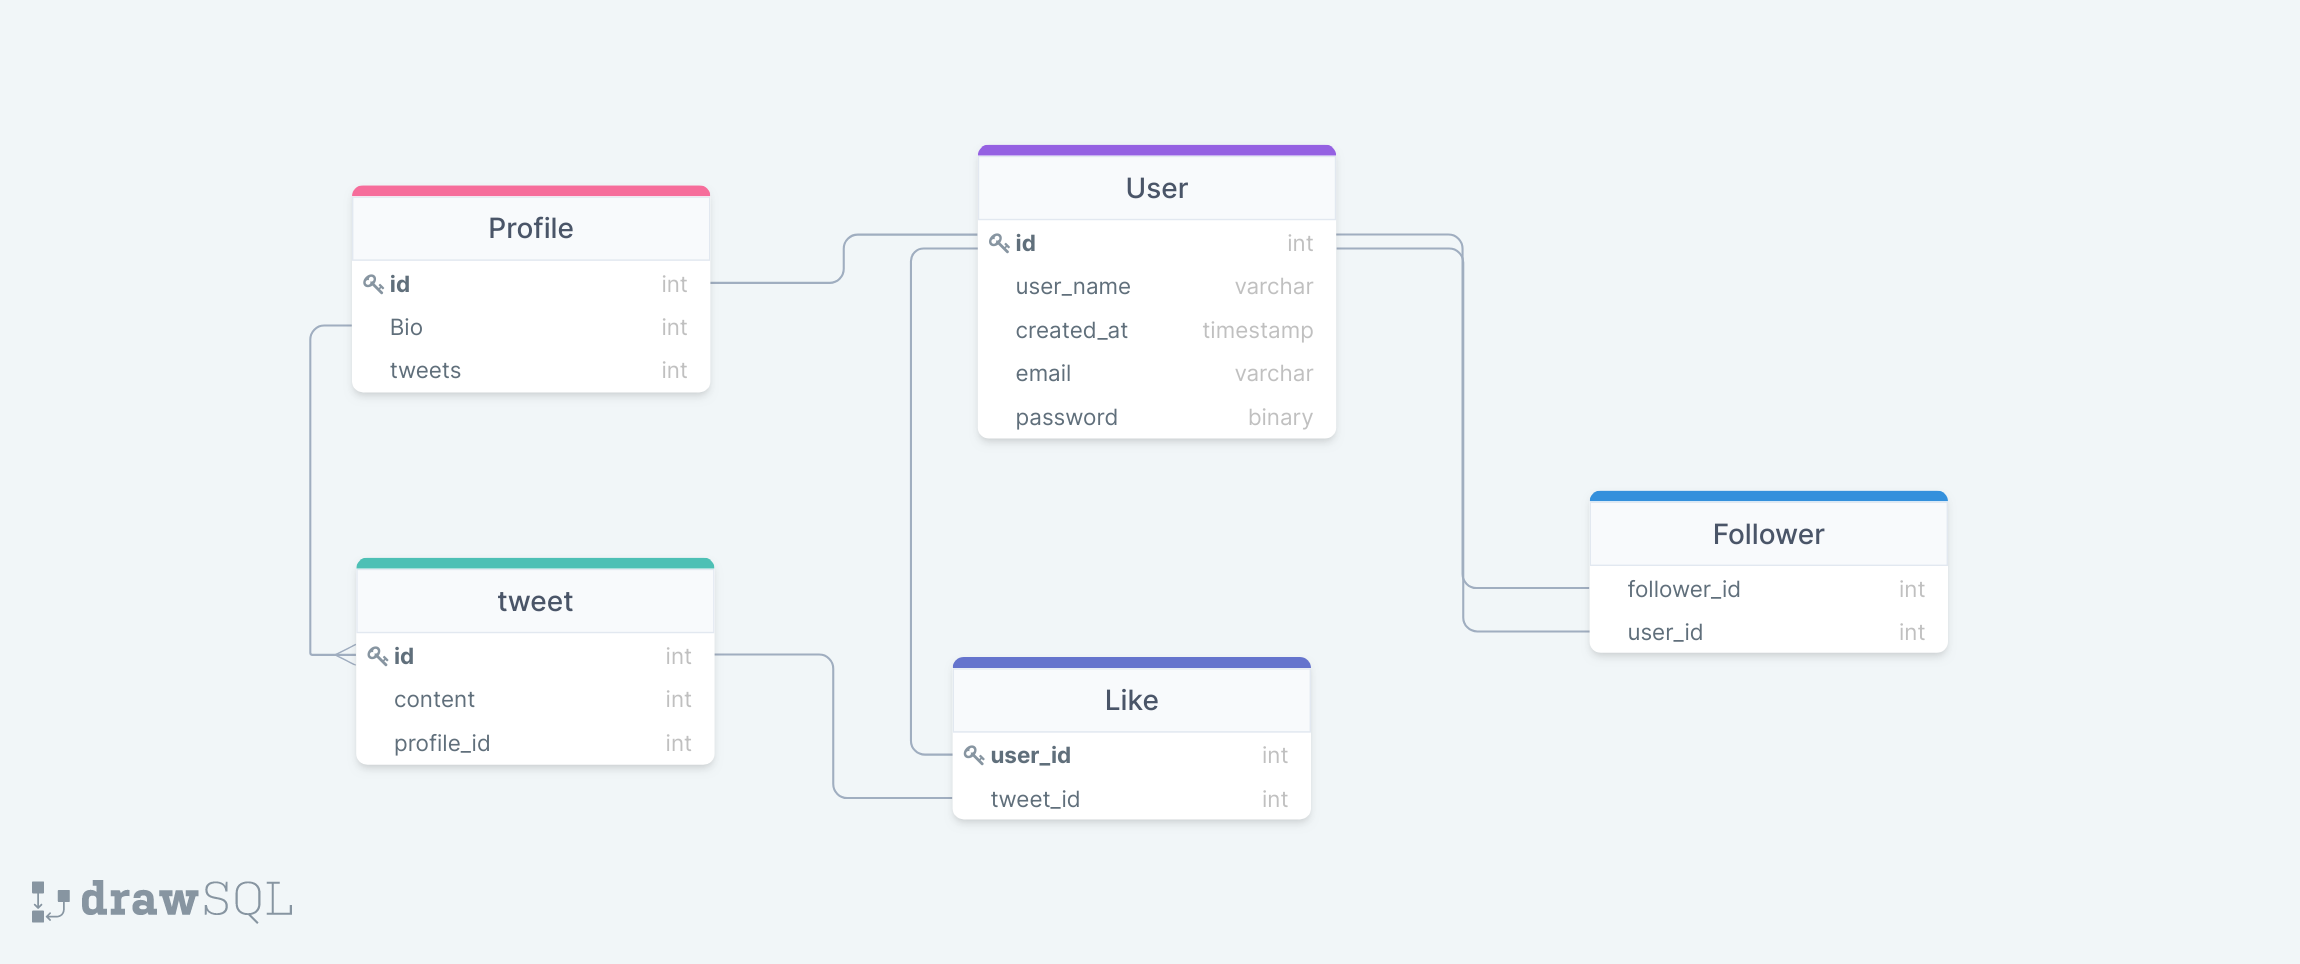 Profile
id int
Bio int
tweets int
User
id int
user_name varchar
created_at timestamp
email varchar
password binary
tweet
id int
content int
profile_id int
Like
user_id int
tweet_id int
Follower
follower_id int
user_id int
drawSQL